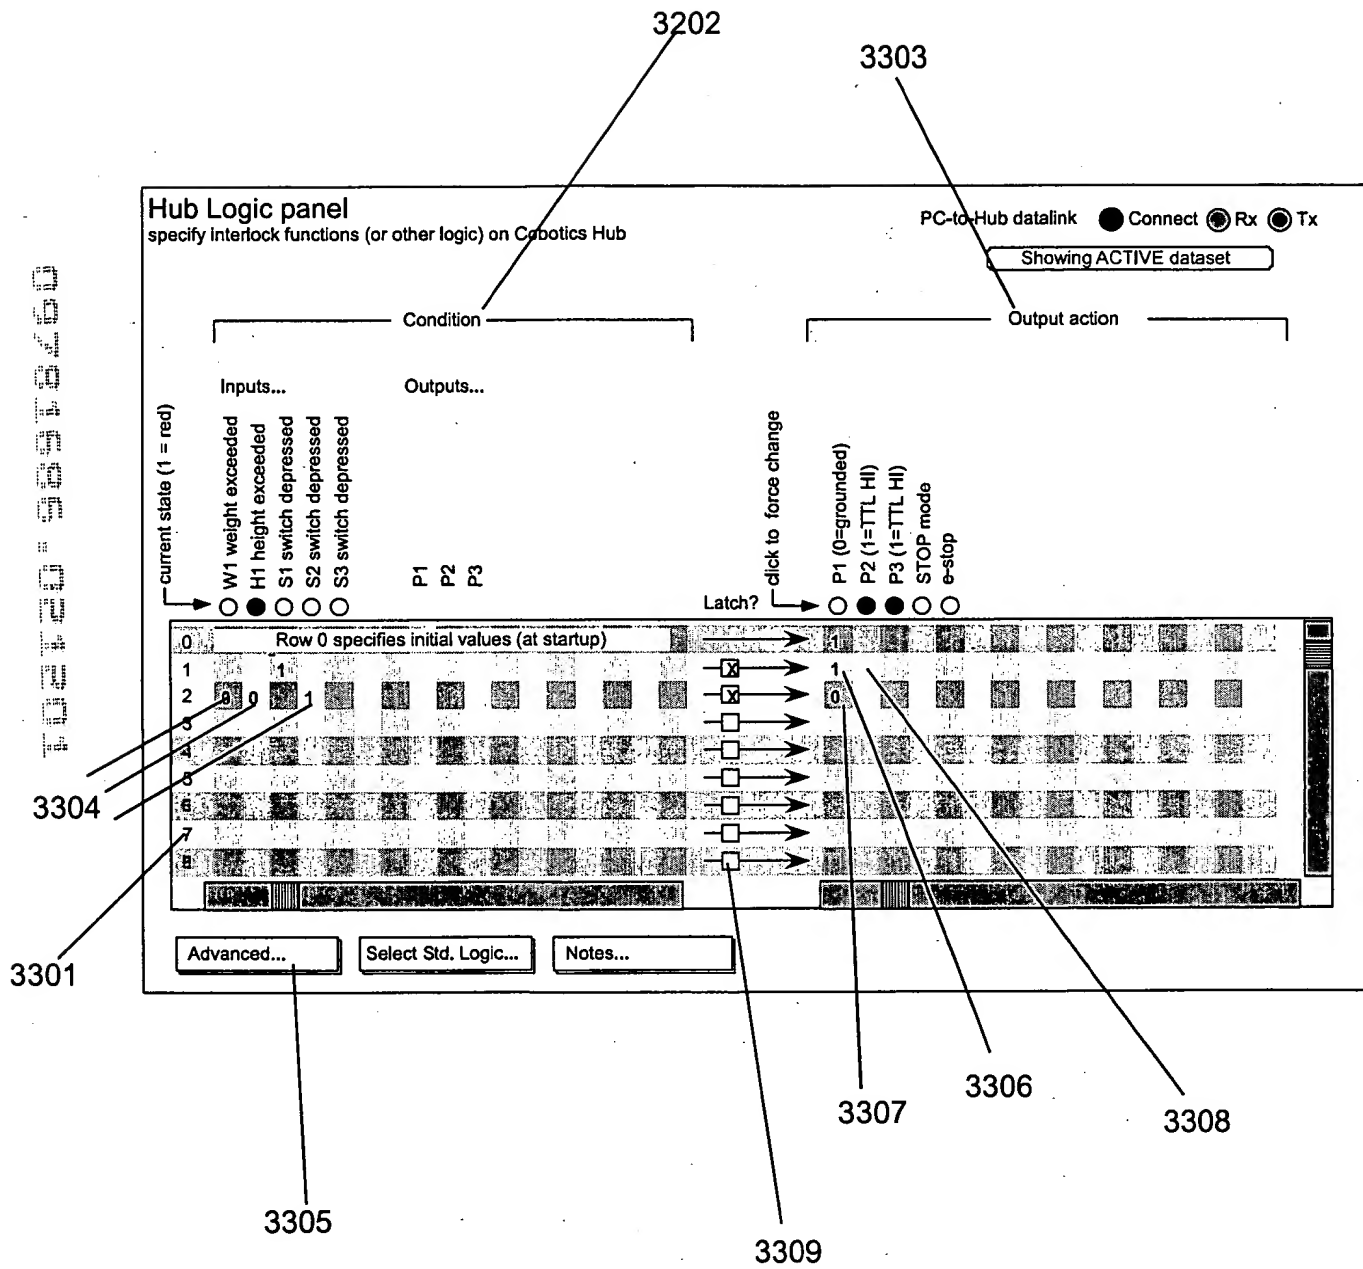 3202
3303
Hub Logic panel
specify interlock functions (or other logic) on Cobotics Hub
PC-to-Hub datalink Connect Rx Tx
Showing ACTIVE dataset
09781685.021201
Condition
Output action
Inputs...
Outputs...
current state (1 = red)
W1 weight exceeded
H1 height exceeded
S1 switch depressed
S2 switch depressed
S3 switch depressed
P1
P2
P3
Latch?
click to force change
P1 (0=grounded)
P2 (1=TTL HI)
P3 (1=TTL HI)
STOP mode
e-stop
0 Row 0 specifies initial values (at startup) 1
1 1 X 1
2 0 0 1 X 0
3
4
5
6
7
8
3304
3301
Advanced... Select Std. Logic... Notes...
3306
3307
3308
3305
3309